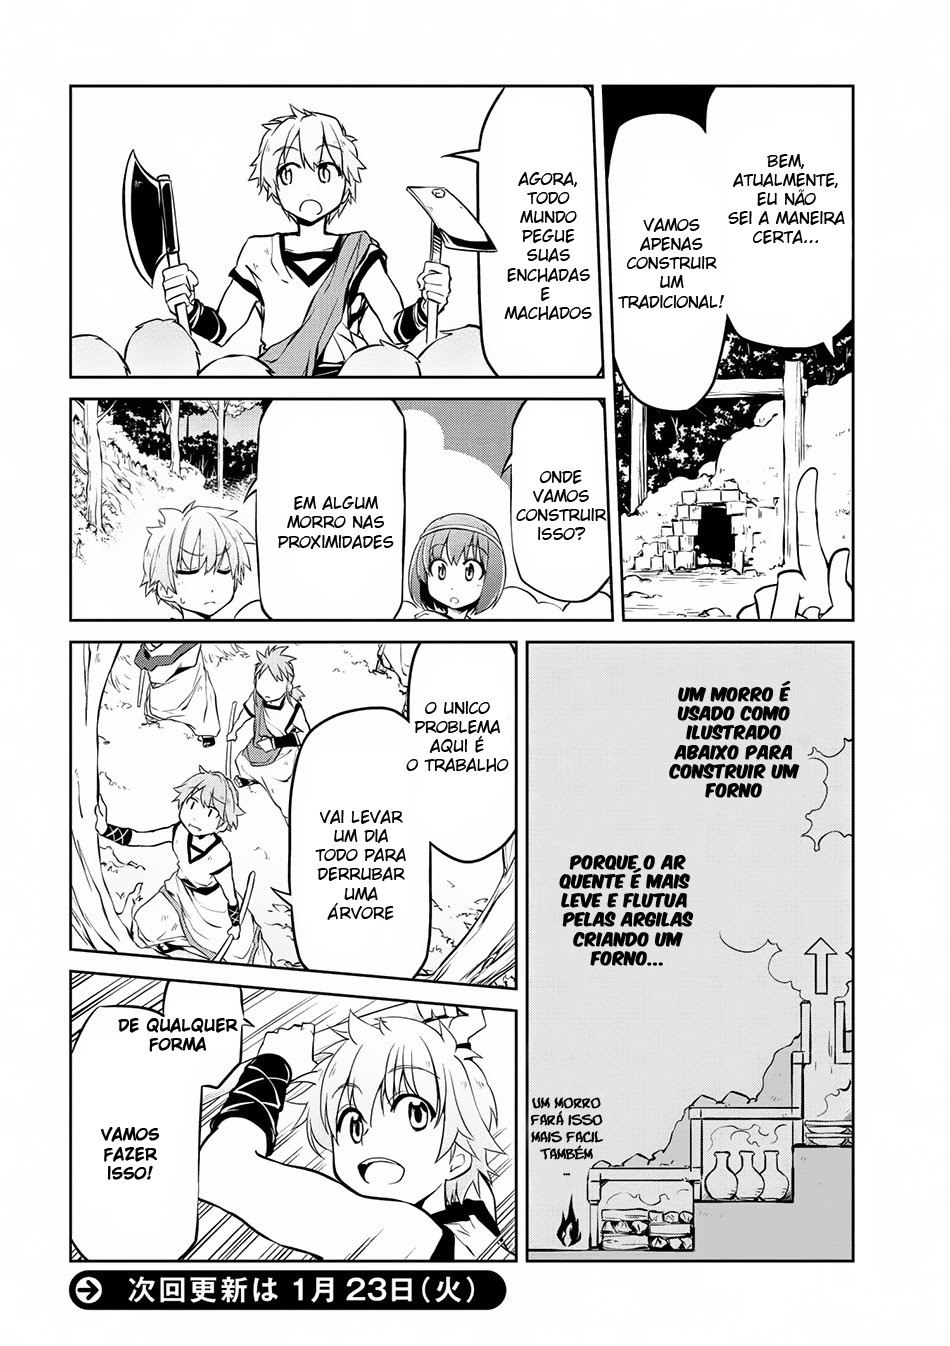 BEM,
ATUALMENTE,
EU NÃO
SEI A MANEIRA
CERTA...
VAMOS
APENAS
CONSTRUIR
UM
TRADICIONAL!
AGORA,
TODO
MUNDO
PEGUE
SUAS
ENCHADAS
E
MACHADOS
ONDE
VAMOS
CONSTRUIR
ISSO?
EM ALGUM
MORRO NAS
PROXIMIDADES
UM MORRO É
USADO COMO
ILUSTRADO
ABAIXO PARA
CONSTRUIR UM
FORNO
PORQUE O AR
QUENTE É MAIS
LEVE E FLUTUA
PELAS ARGILAS
CRIANDO UM
FORNO...
UM MORRO
FARÁ ISSO
MAIS FACIL
TAMBÉM
...
O UNICO
PROBLEMA
AQUI É
O TRABALHO
VAI LEVAR
UM DIA
TODO PARA
DERRUBAR
UMA
ÁRVORE
DE QUALQUER
FORMA
VAMOS
FAZER
ISSO!
次回更新は 1月 23日(火)